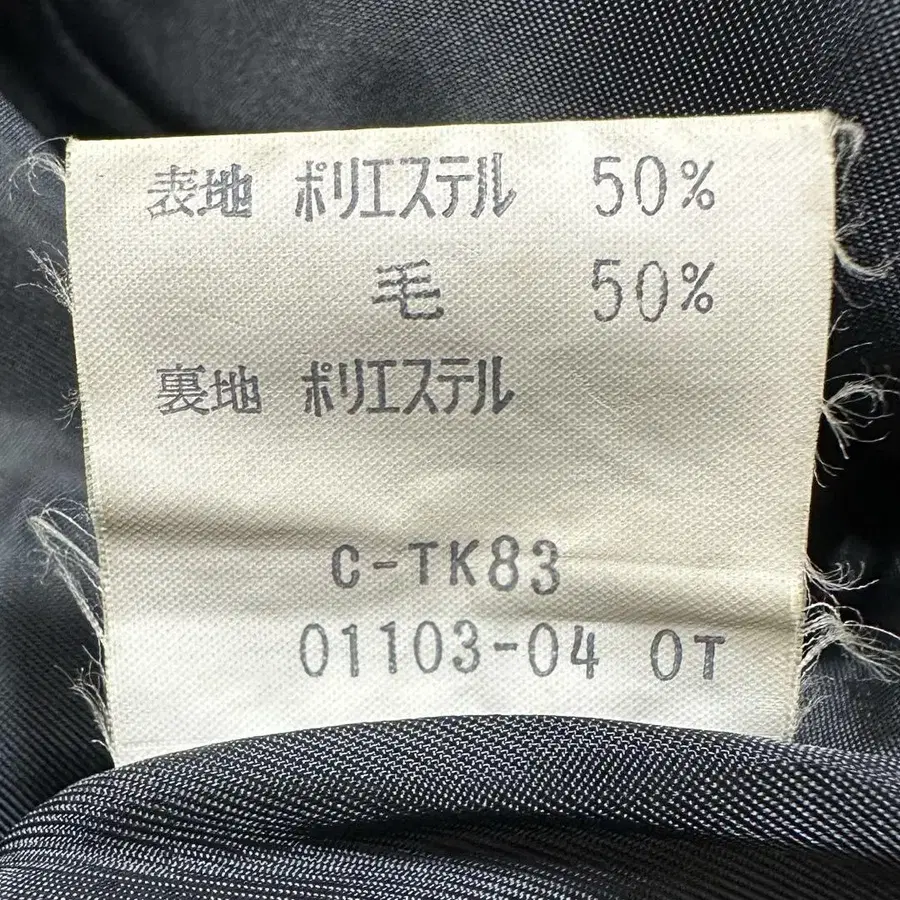 表地 ポリエステル 50%
毛 50%
裏地 ポリエステル
C-TK83
01103-04 OT